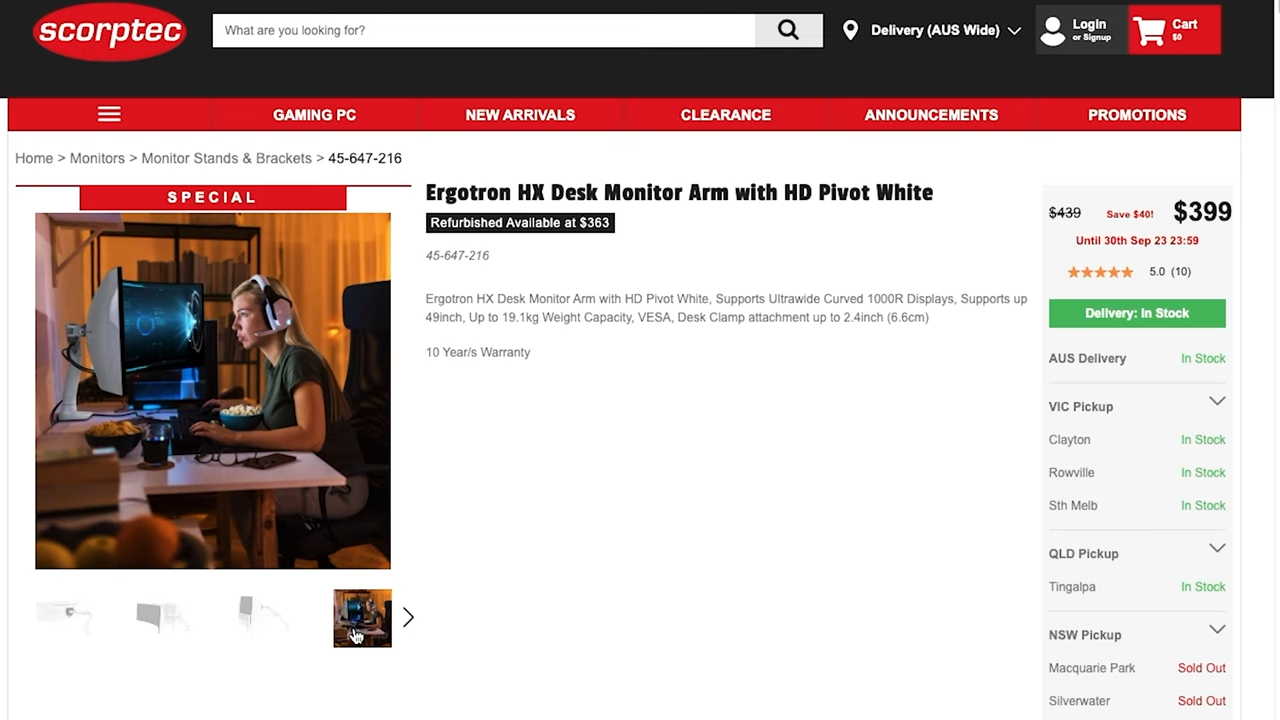 scorptec
What are you looking for?
Delivery (AUS Wide)
Login
or Signup
Cart
$0
GAMING PC
NEW ARRIVALS
CLEARANCE
ANNOUNCEMENTS
PROMOTIONS
Home > Monitors > Monitor Stands & Brackets > 45-647-216
SPECIAL
Ergotron HX Desk Monitor Arm with HD Pivot White
Refurbished Available at $363
45-647-216
Ergotron HX Desk Monitor Arm with HD Pivot White, Supports Ultrawide Curved 1000R Displays, Supports up
49inch, Up to 19.1kg Weight Capacity, VESA, Desk Clamp attachment up to 2.4inch (6.6cm)
10 Year/s Warranty
$439 Save $40! $399
Until 30th Sep 23 23:59
5.0 (10)
Delivery: In Stock
AUS Delivery In Stock
VIC Pickup
Clayton In Stock
Rowville In Stock
Sth Melb In Stock
QLD Pickup
Tingalpa In Stock
NSW Pickup
Macquarie Park Sold Out
Silverwater Sold Out